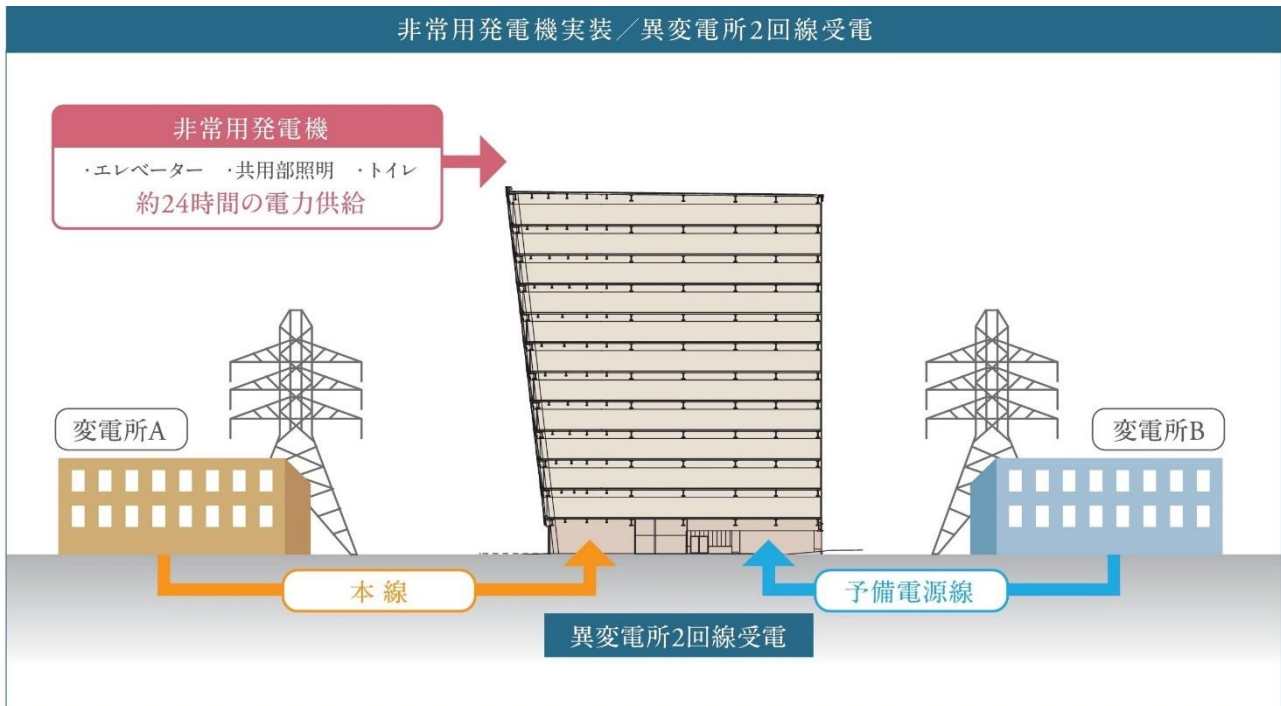 非常用発電機実装／異変電所2回線受電
非常用発電機
・エレベーター ・共用部照明 ・トイレ
約24時間の電力供給
変電所A
変電所B
本線
予備電源線
異変電所2回線受電